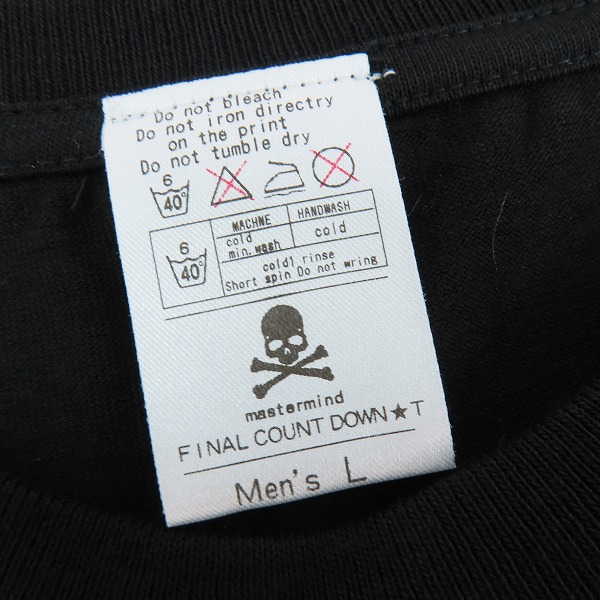 Do not bleach
Do not iron directry
on the print
Do not tumble dry
6
40°
MACHNE HANDWASH
6
40°
cold
min. wash
cold
cold1 rinse
Short spin Do not wring
mastermind
FINAL COUNT DOWN★T
Men's L